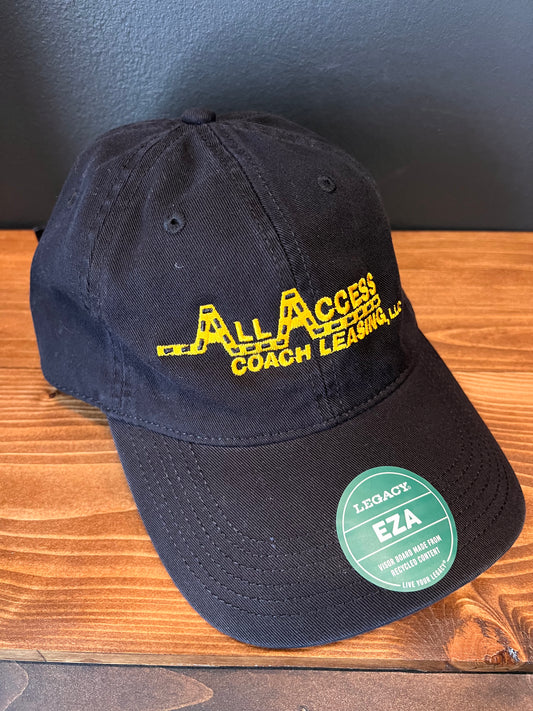 ALL ACCESS
COACH LEASING, LLC
LEGACY®
EZA
VISOR BOARD MADE FROM
RECYCLED CONTENT
LIVE YOUR LEGACY®